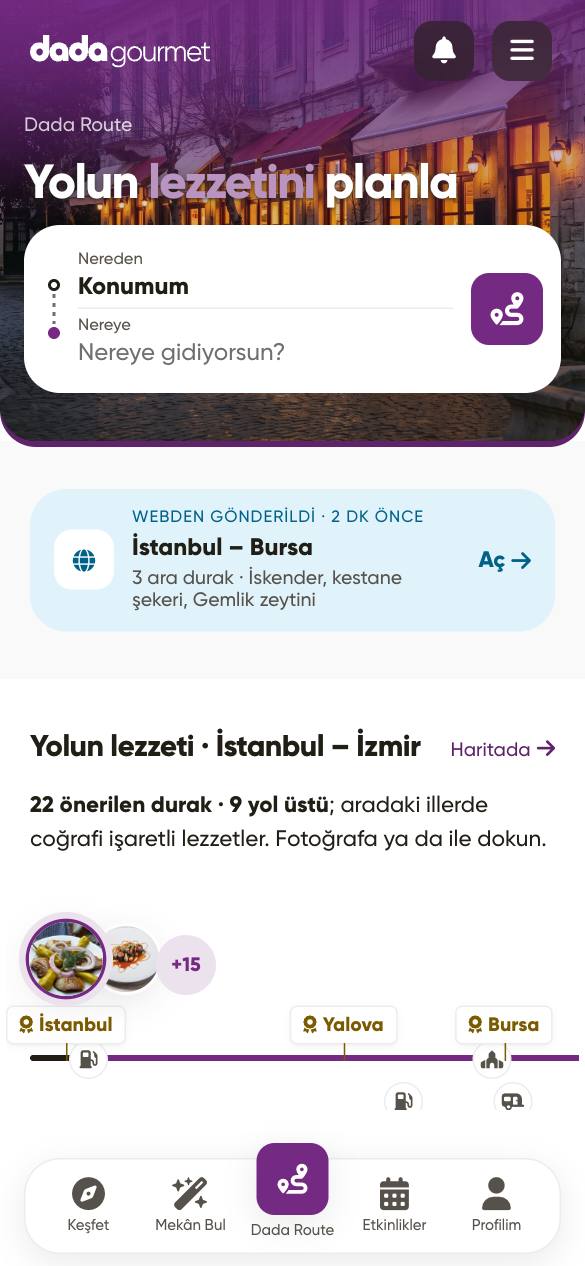 dadagourmet
Dada Route
Yolun lezzetini planla
Nereden
Konumum
Nereye
Nereye gidiyorsun?
WEBDEN GÖNDERİLDİ · 2 DK ÖNCE
İstanbul – Bursa
3 ara durak · İskender, kestane
şekeri, Gemlik zeytini
Aç →
Yolun lezzeti · İstanbul – İzmir
Haritada →
22 önerilen durak · 9 yol üstü; aradaki illerde
coğrafi işaretli lezzetler. Fotoğrafa ya da ile dokun.
+15
İstanbul
Yalova
Bursa
Keşfet
Mekân Bul
Dada Route
Etkinlikler
Profilim